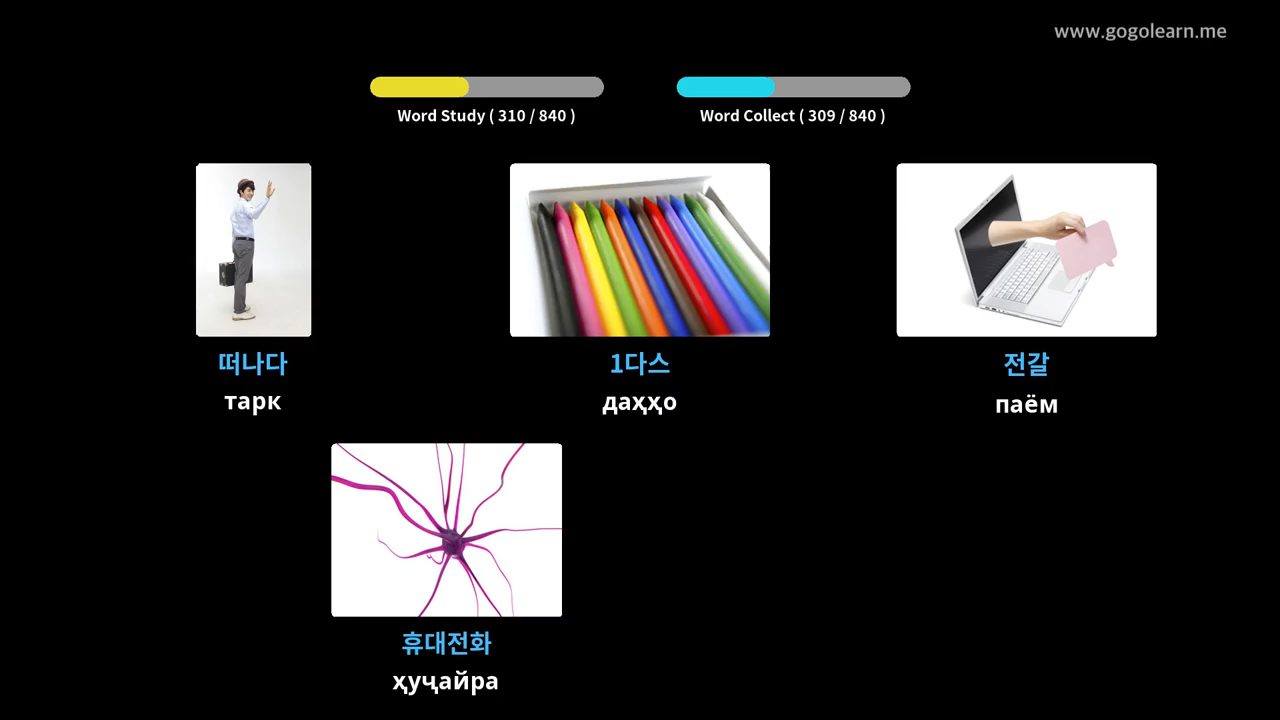 www.gogolearn.me
Word Study ( 310 / 840 )
Word Collect ( 309 / 840 )
떠나다
тарк
1다스
даҳҳо
전갈
паём
휴대전화
ҳуҷайра